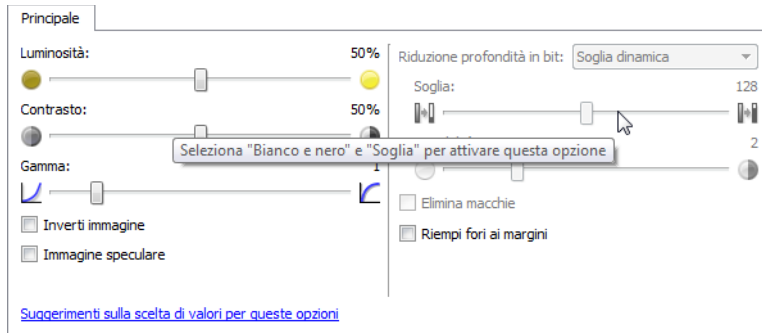 Principale
Luminosità:
50%
Contrasto:
50%
Gamma:
1
Inverti immagine
Immagine speculare
Suggerimenti sulla scelta di valori per queste opzioni
Riduzione profondità in bit:
Soglia dinamica
Soglia:
128
Seleziona "Bianco e nero" e "Soglia" per attivare questa opzione
2
Elimina macchie
Riempi fori ai margini